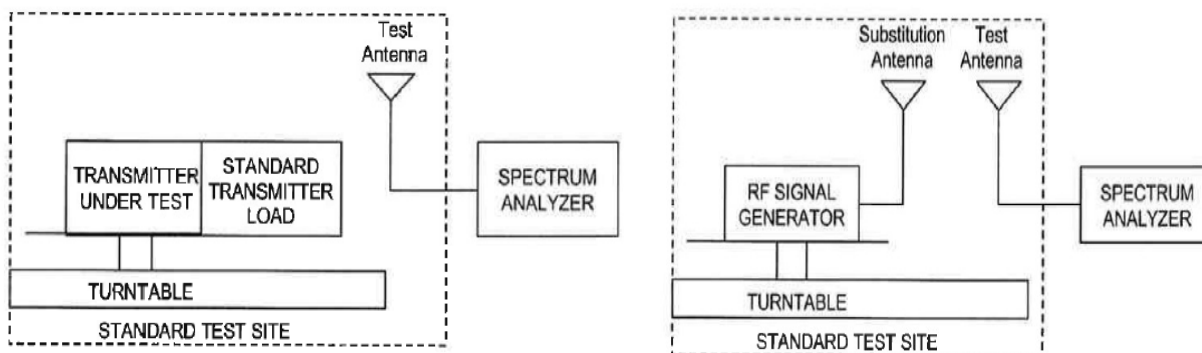 Test
Antenna
TRANSMITTER
UNDER TEST
STANDARD
TRANSMITTER
LOAD
SPECTRUM
ANALYZER
TURNTABLE
STANDARD TEST SITE
Substitution
Antenna
Test
Antenna
RF SIGNAL
GENERATOR
SPECTRUM
ANALYZER
TURNTABLE
STANDARD TEST SITE